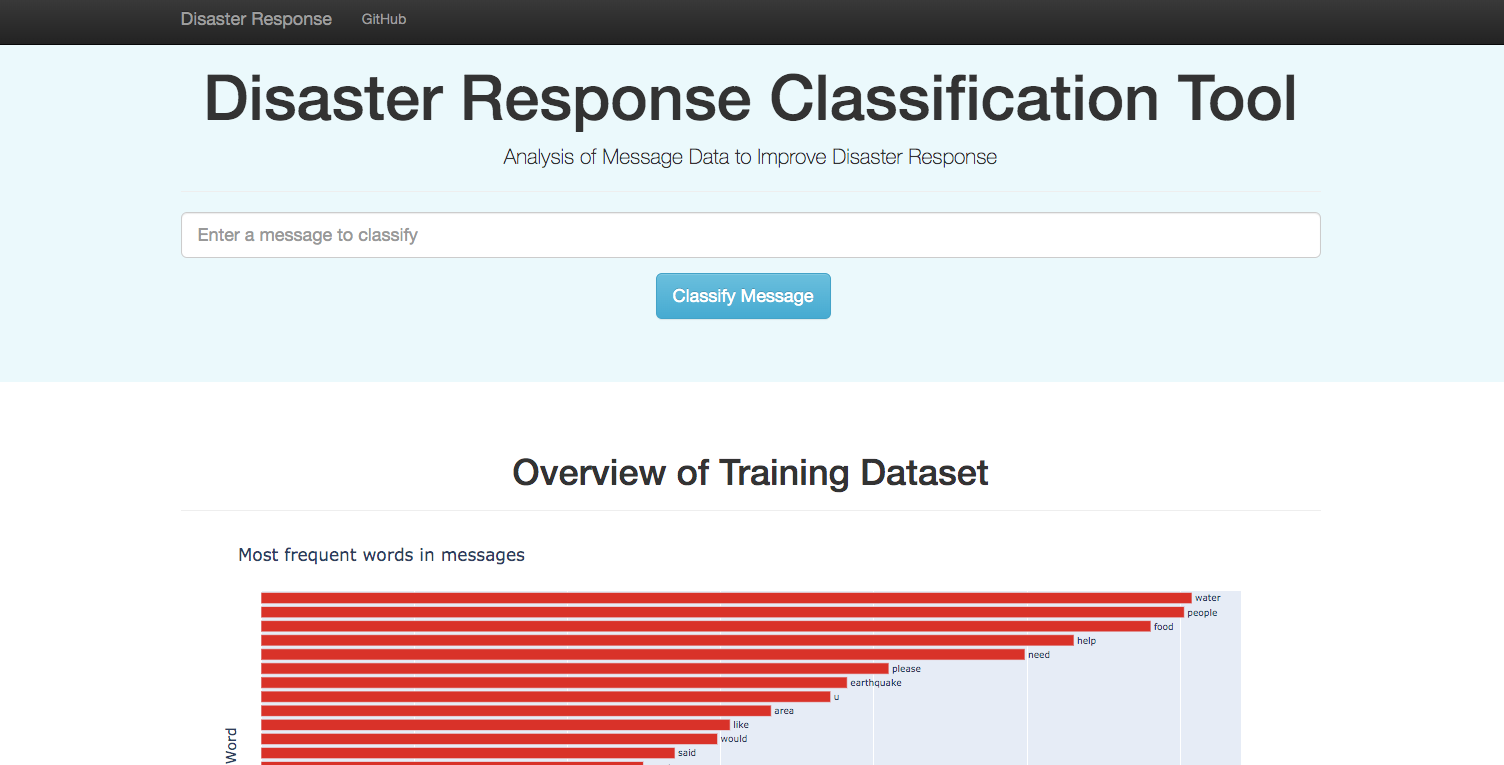 Disaster Response GitHub
Disaster Response Classification Tool
Analysis of Message Data to Improve Disaster Response
Enter a message to classify
Classify Message
Overview of Training Dataset
Most frequent words in messages
water
people
food
help
need
please
earthquake
u
area
like
would
said
Word